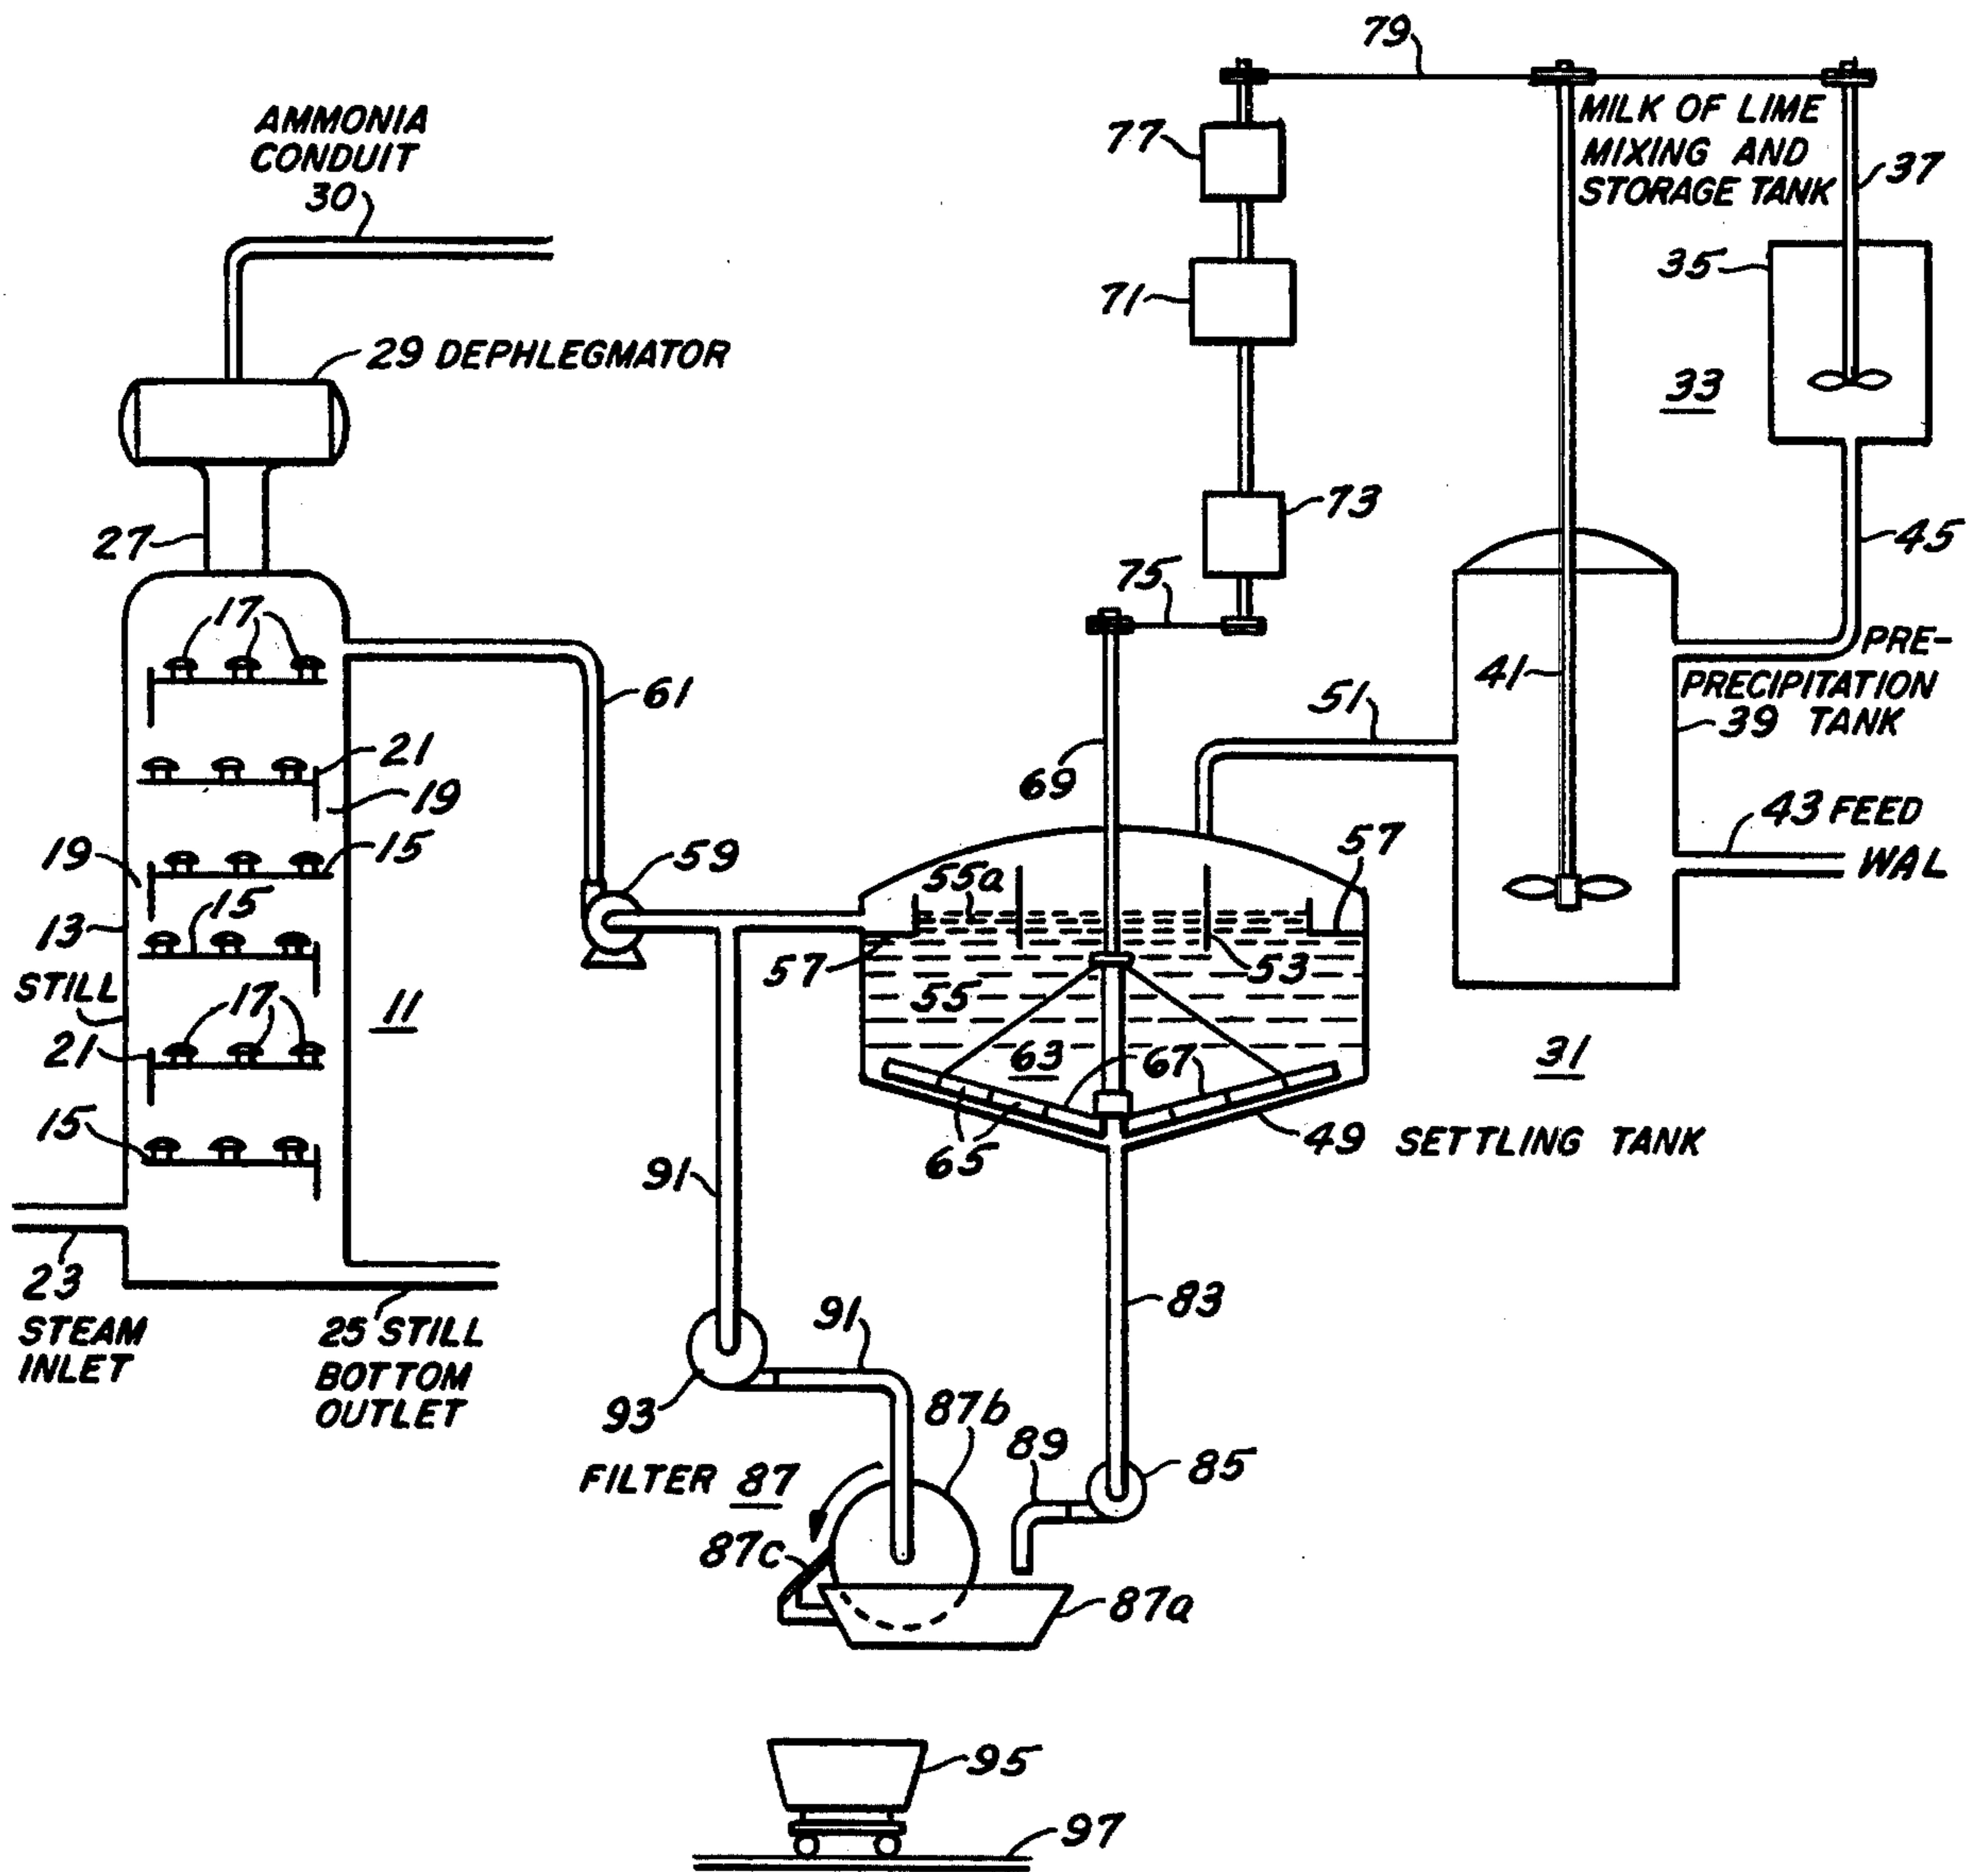 79
AMMONIA
CONDUIT
30
MILK OF LIME
MIXING AND
STORAGE TANK
77
37
35
71
29 DEPHLEGMATOR
33
73
27
45
75
17
PRE-
PRECIPITATION
39 TANK
41
51
61
21
19
69
43 FEED
WAL
57
59
15
19
55a
15
13
57
53
STILL
55
17
11
21
63
67
31
15
65
49 SETTLING TANK
91
23
STEAM
INLET
25 STILL
BOTTOM
OUTLET
83
91
93
87b
89
85
FILTER 87
87c
87a
95
97